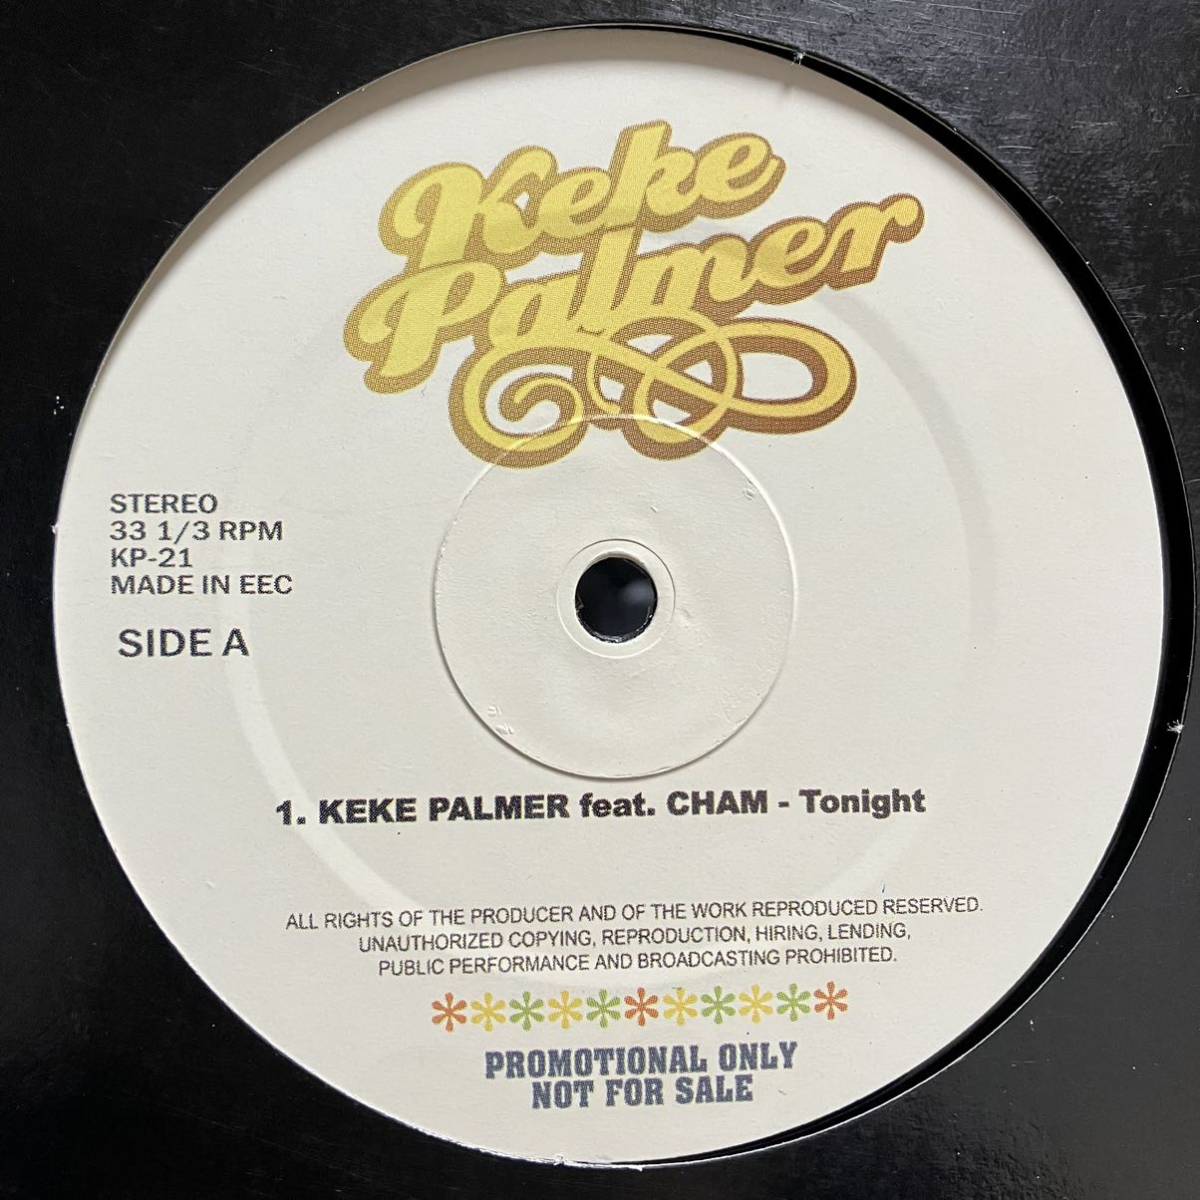 Keke
Palmer
STEREO
33 1/3 RPM
KP-21
MADE IN EEC
SIDE A
1. KEKE PALMER feat. CHAM - Tonight
ALL RIGHTS OF THE PRODUCER AND OF THE WORK REPRODUCED RESERVED.
UNAUTHORIZED COPYING, REPRODUCTION, HIRING, LENDING,
PUBLIC PERFORMANCE AND BROADCASTING PROHIBITED.
PROMOTIONAL ONLY
NOT FOR SALE